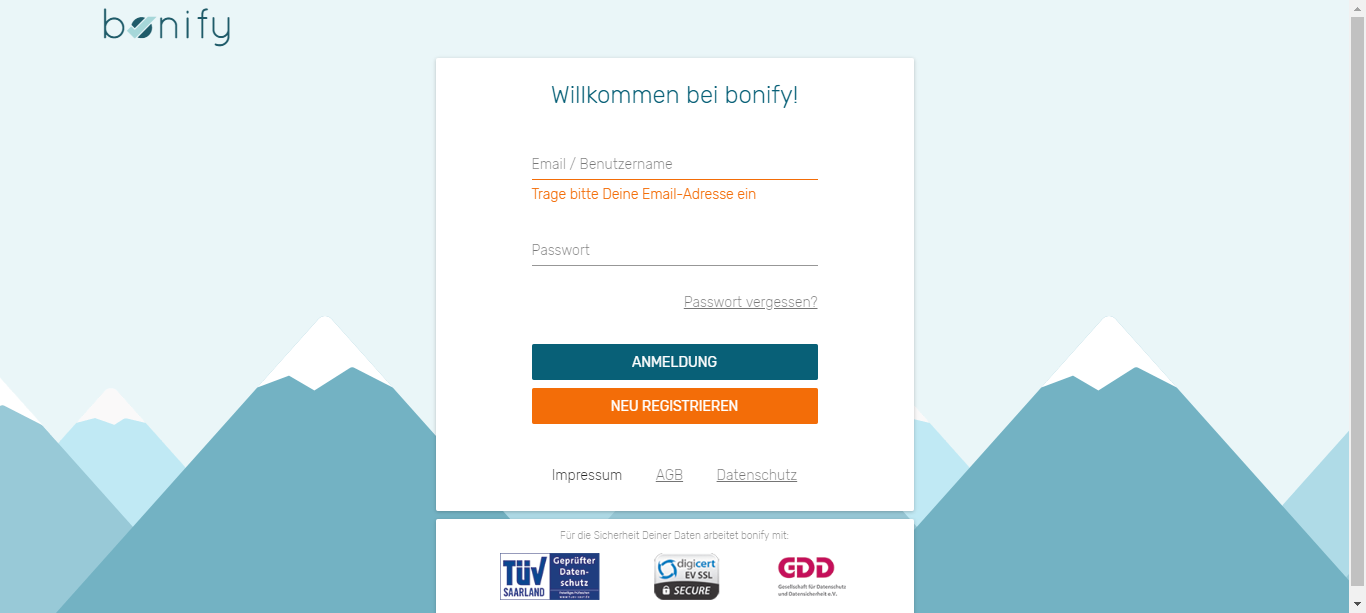 bonify
Willkommen bei bonify!
Email / Benutzername
Trage bitte Deine Email-Adresse ein
Passwort
Passwort vergessen?
ANMELDUNG
NEU REGISTRIEREN
Impressum AGB Datenschutz
Für die Sicherheit Deiner Daten arbeitet bonify mit:
TÜV
SAARLAND
Geprüfter
Daten-
schutz
digicert
EV SSL
SECURE
GDD
Gesellschaft für Datenschutz
und Datensicherheit e.V.